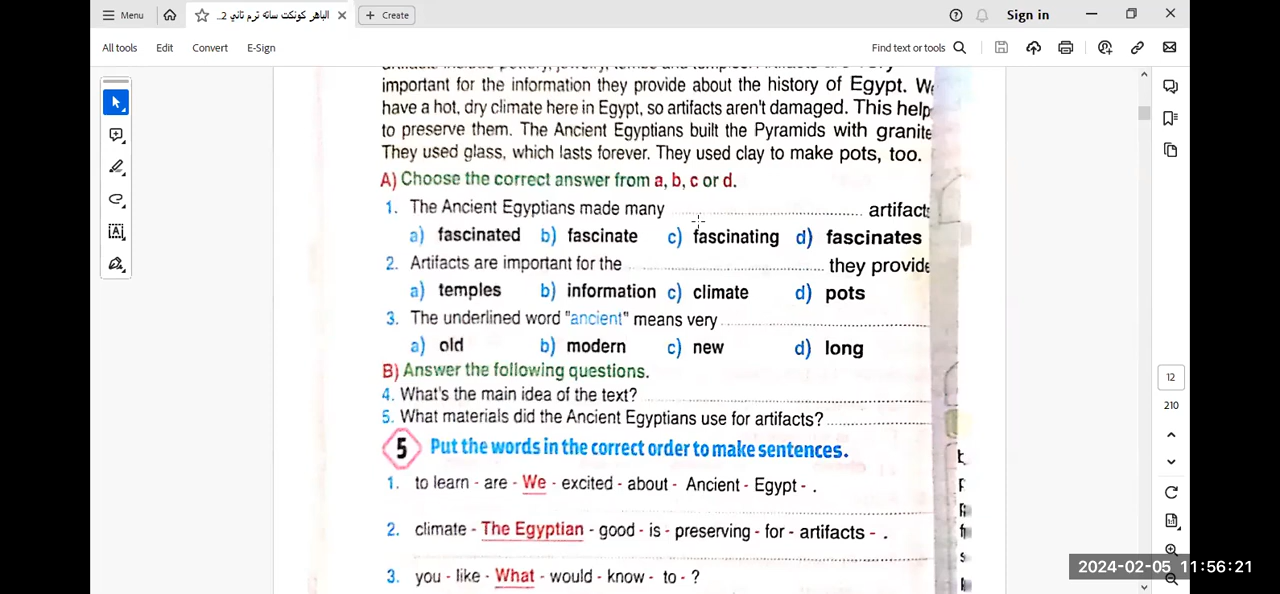 Menu
الباهر كونكت ساته ترم تاني 2..
Create
Sign in
All tools Edit Convert E-Sign
Find text or tools
important for the information they provide about the history of Egypt. We
have a hot, dry climate here in Egypt, so artifacts aren't damaged. This help
to preserve them. The Ancient Egyptians built the Pyramids with granite
They used glass, which lasts forever. They used clay to make pots, too.
A) Choose the correct answer from a, b, c or d.
1. The Ancient Egyptians made many ........ artifacts
a) fascinated b) fascinate c) fascinating d) fascinates
2. Artifacts are important for the ........ they provide
a) temples b) information c) climate d) pots
3. The underlined word "ancient" means very ........
a) old b) modern c) new d) long
B) Answer the following questions.
4. What's the main idea of the text? ........
5. What materials did the Ancient Egyptians use for artifacts? ........
5 Put the words in the correct order to make sentences.
1. to learn - are - We - excited - about - Ancient - Egypt - .
2. climate - The Egyptian - good - is - preserving - for - artifacts - .
3. you - like - What - would - know - to - ?
12
210
2024-02-05 11:56:21